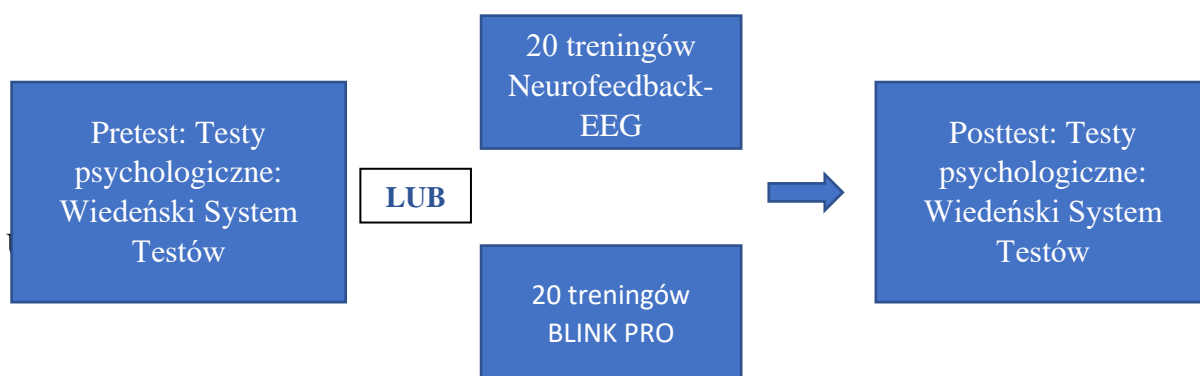 Pretest: Testy
psychologiczne:
Wiedeński System
Testów
LUB
20 treningów
Neurofeedback-
EEG
20 treningów
BLINK PRO
Posttest: Testy
psychologiczne:
Wiedeński System
Testów